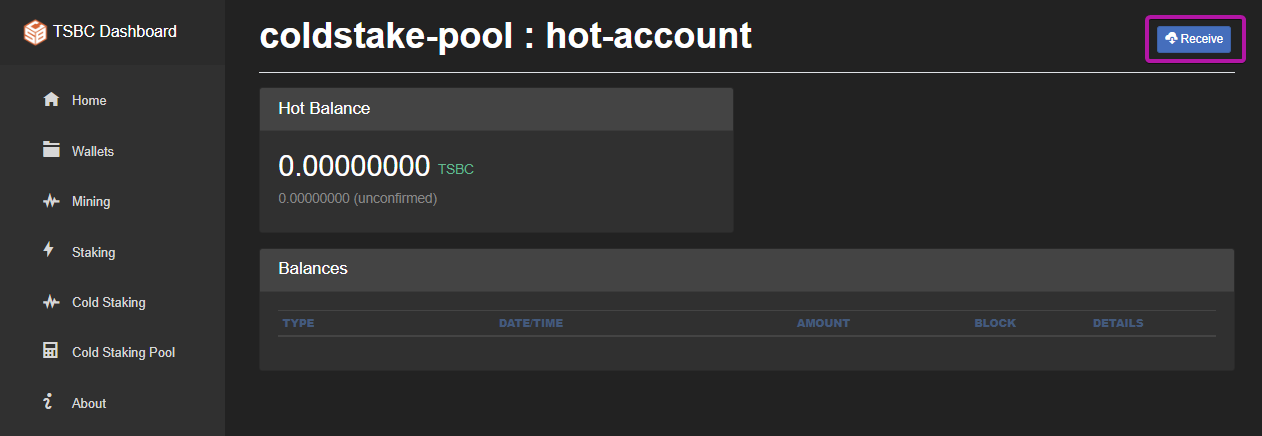 TSBC Dashboard
Home
Wallets
Mining
Staking
Cold Staking
Cold Staking Pool
About
coldstake-pool : hot-account
Receive
Hot Balance
0.00000000 TSBC
0.00000000 (unconfirmed)
Balances
TYPE DATE/TIME AMOUNT BLOCK DETAILS